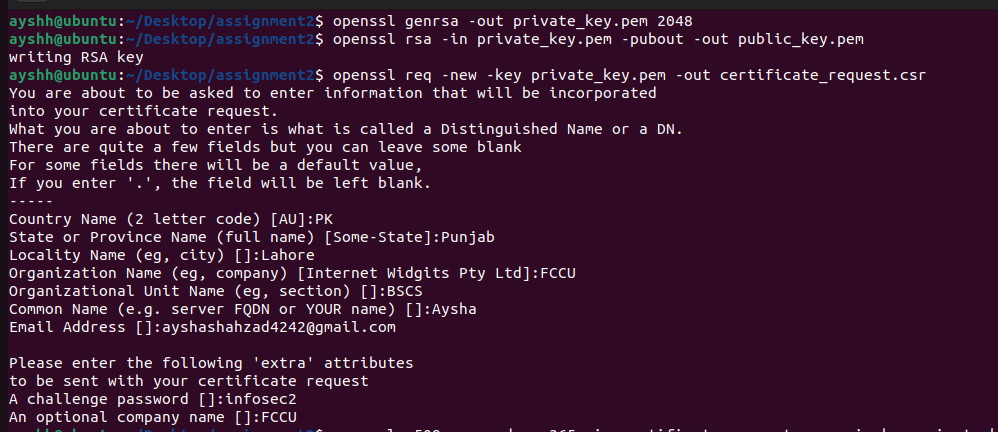 ayshh@ubuntu:~/Desktop/assignment2$ openssl genrsa -out private_key.pem 2048
ayshh@ubuntu:~/Desktop/assignment2$ openssl rsa -in private_key.pem -pubout -out public_key.pem
writing RSA key
ayshh@ubuntu:~/Desktop/assignment2$ openssl req -new -key private_key.pem -out certificate_request.csr
You are about to be asked to enter information that will be incorporated
into your certificate request.
What you are about to enter is what is called a Distinguished Name or a DN.
There are quite a few fields but you can leave some blank
For some fields there will be a default value,
If you enter '.', the field will be left blank.
-----
Country Name (2 letter code) [AU]:PK
State or Province Name (full name) [Some-State]:Punjab
Locality Name (eg, city) []:Lahore
Organization Name (eg, company) [Internet Widgits Pty Ltd]:FCCU
Organizational Unit Name (eg, section) []:BSCS
Common Name (e.g. server FQDN or YOUR name) []:Aysha
Email Address []:ayshashahzad4242@gmail.com
Please enter the following 'extra' attributes
to be sent with your certificate request
A challenge password []:infosec2
An optional company name []:FCCU